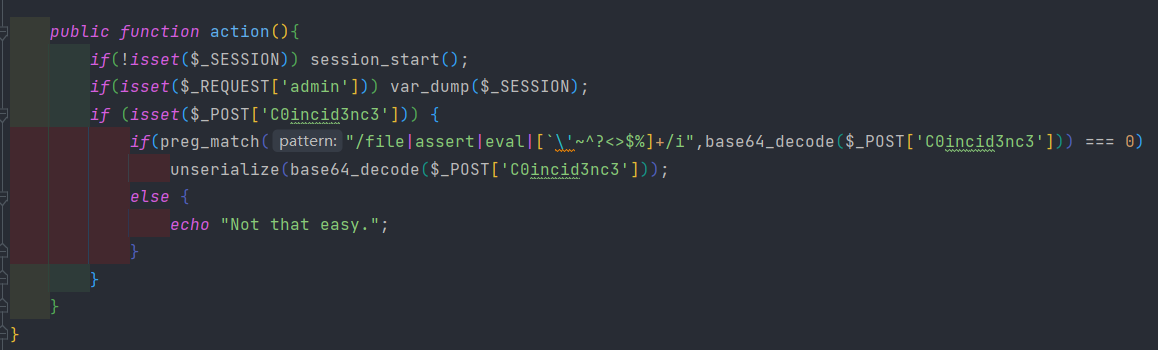 public function action(){
if(!isset($_SESSION)) session_start();
if(isset($_REQUEST['admin'])) var_dump($_SESSION);
if (isset($_POST['C0incid3nc3'])) {
if(preg_match( pattern: "/file|assert|eval|[`\'~^?<>$%]+/i",base64_decode($_POST['C0incid3nc3'])) === 0)
unserialize(base64_decode($_POST['C0incid3nc3']));
else {
echo "Not that easy.";
}
}
}
}